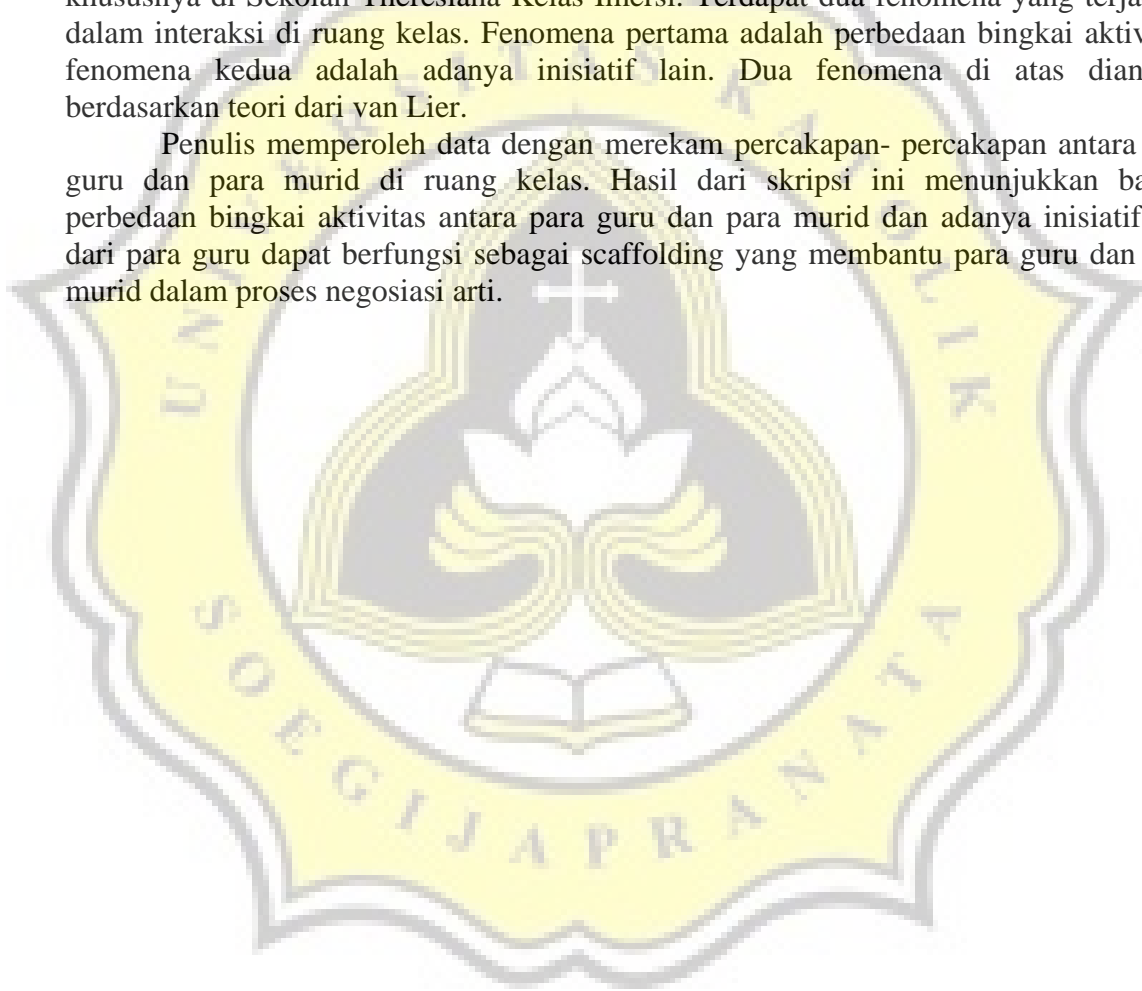 khususnya di Sekolah Theresiana Kelas Imersi. Terdapat dua fenomena yang
dalam interaksi di ruang kelas. Fenomena pertama adalah perbedaan bingkai
fenomena kedua adalah adanya inisiatif lain. Dua fenomena di atas
berdasarkan teori dari van Lier.
Penulis memperoleh data dengan merekam percakapan- percakapan antara
guru dan para murid di ruang kelas. Hasil dari skripsi ini menunjukkan
perbedaan bingkai aktivitas antara para guru dan para murid dan adanya inisiatif
dari para guru dapat berfungsi sebagai scaffolding yang membantu para guru dan
murid dalam proses negosiasi arti.
UNIVERSITAS KATOLIK
SOEGIJAPRANATA